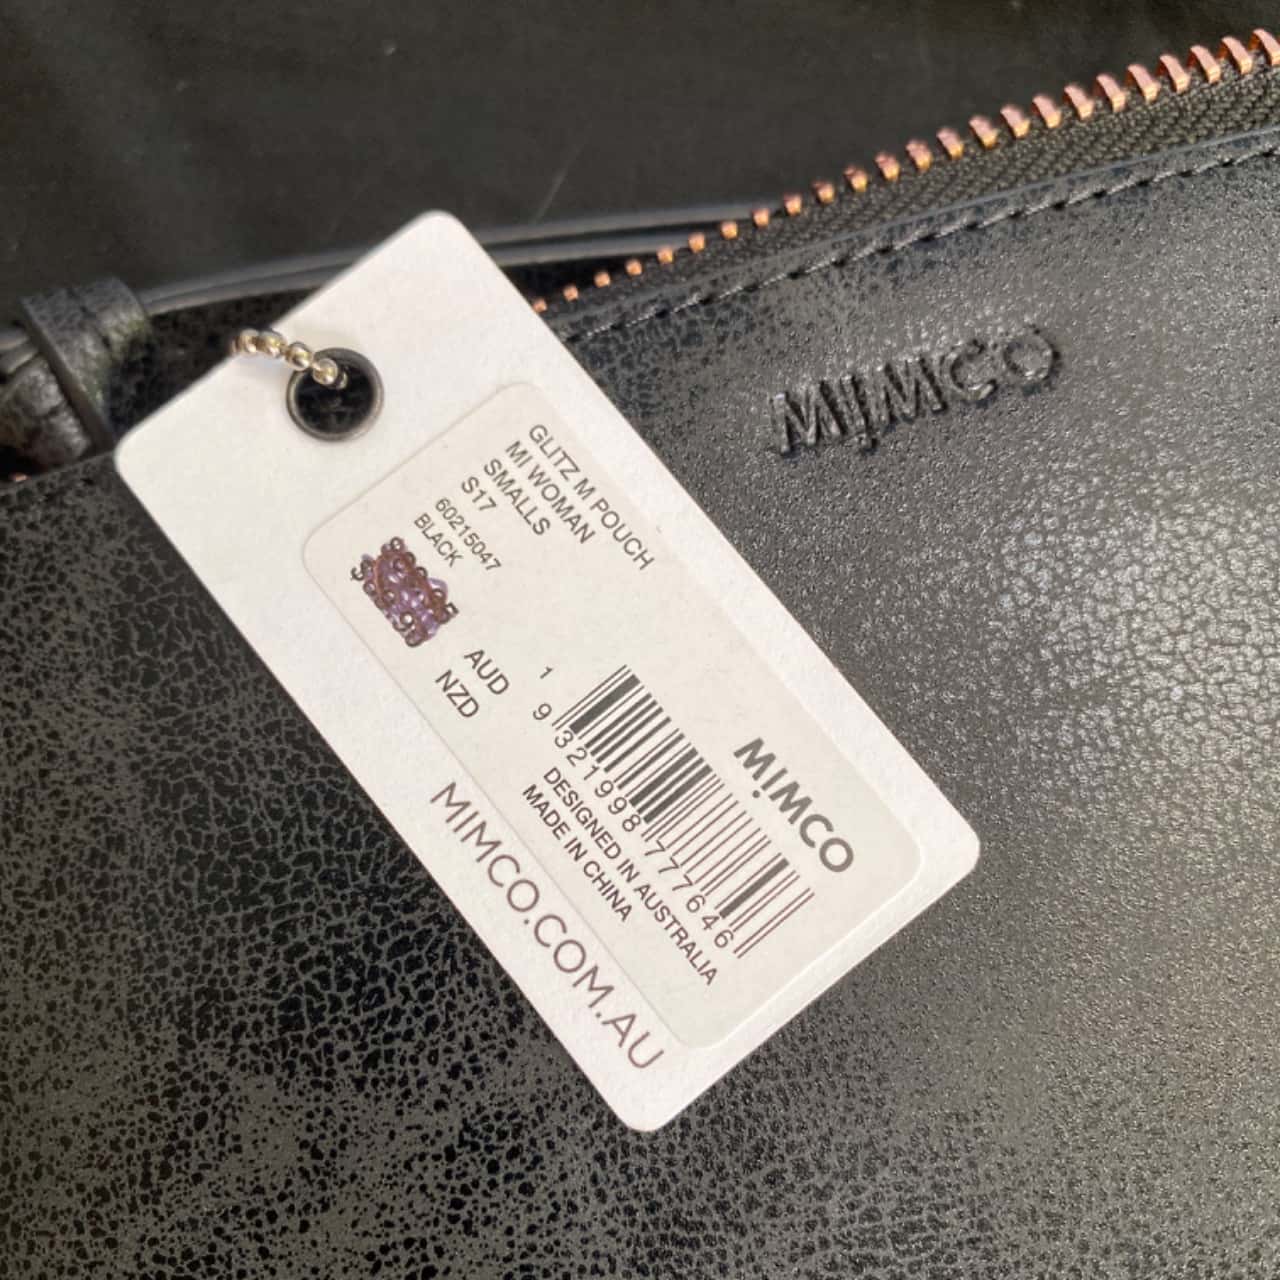 MIMCO
GLITZ M POUCH
MI WOMAN
SMALLS
S17
60215047
BLACK
AUD
NZD
1
9 321998 777646
DESIGNED IN AUSTRALIA
MADE IN CHINA
MIMCO
MIMCO.COM.AU